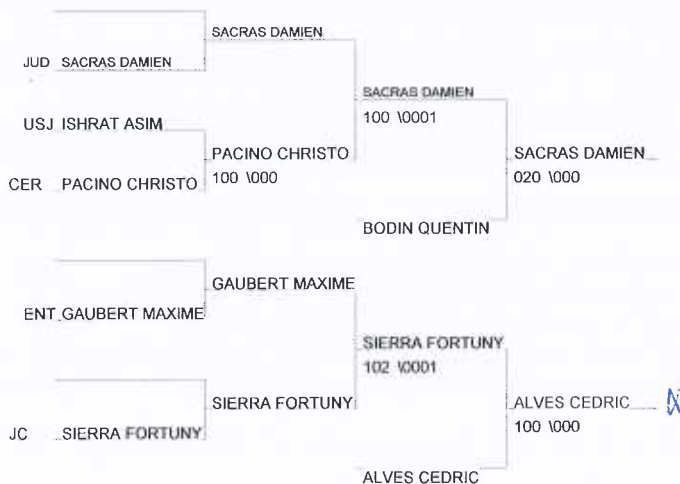 SACRAS DAMIEN
JUD SACRAS DAMIEN
SACRAS DAMIEN
100 \0001
USJ ISHRAT ASIM
PACINO CHRISTO
100 \000
CER PACINO CHRISTO
SACRAS DAMIEN
020 \000
BODIN QUENTIN
GAUBERT MAXIME
ENT GAUBERT MAXIME
SIERRA FORTUNY
102 \0001
SIERRA FORTUNY
JC SIERRA FORTUNY
ALVES CEDRIC
100 \000
ALVES CEDRIC